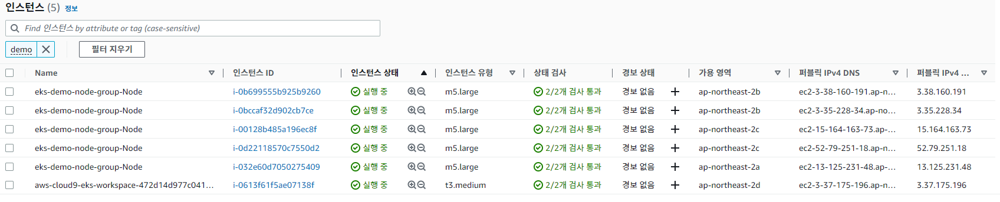 인스턴스 (5) 정보
Find 인스턴스 by attribute or tag (case-sensitive)
demo 필터 지우기
Name 인스턴스 ID 인스턴스 상태 인스턴스 유형 상태 검사 경보 상태 가용 영역 퍼블릭 IPv4 DNS 퍼블릭 IPv4 ...
eks-demo-node-group-Node i-0b699555b925b9260 실행 중 m5.large 2/2개 검사 통과 경보 없음 ap-northeast-2b ec2-3-38-160-191.ap-n... 3.38.160.191
eks-demo-node-group-Node i-0bccaf32d902cb7ce 실행 중 m5.large 2/2개 검사 통과 경보 없음 ap-northeast-2b ec2-3-35-228-34.ap-no... 3.35.228.34
eks-demo-node-group-Node i-00128b485a196ec8f 실행 중 m5.large 2/2개 검사 통과 경보 없음 ap-northeast-2c ec2-15-164-163-73.ap-... 15.164.163.73
eks-demo-node-group-Node i-0d22118570c7550d2 실행 중 m5.large 2/2개 검사 통과 경보 없음 ap-northeast-2c ec2-52-79-251-18.ap-n... 52.79.251.18
eks-demo-node-group-Node i-032e60d7050275409 실행 중 m5.large 2/2개 검사 통과 경보 없음 ap-northeast-2a ec2-13-125-231-48.ap-... 13.125.231.48
aws-cloud9-eks-workspace-472d14d977c041... i-0613f61f5ae07138f 실행 중 t3.medium 2/2개 검사 통과 경보 없음 ap-northeast-2d ec2-3-37-175-196.ap-n... 3.37.175.196